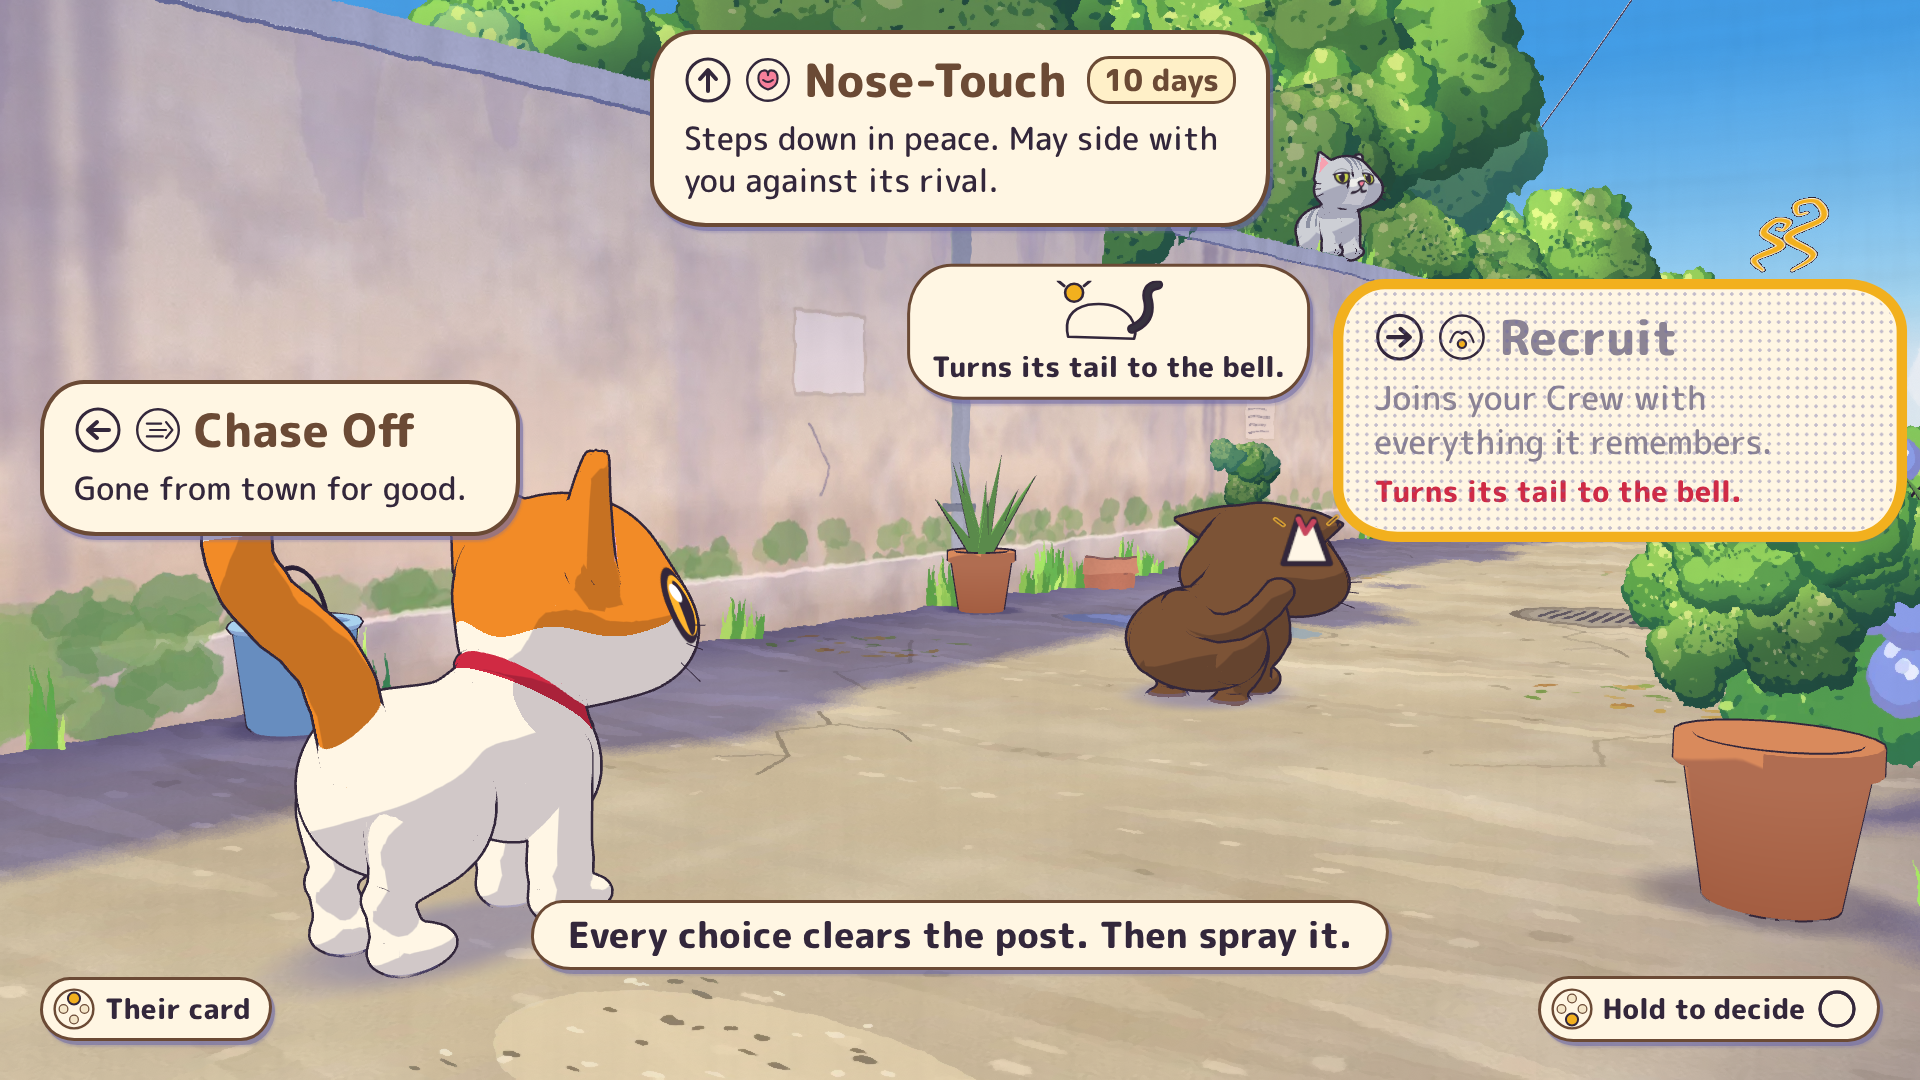 Nose-Touch 10 days
Steps down in peace. May side with
you against its rival.
Turns its tail to the bell.
Recruit
Joins your Crew with
everything it remembers.
Turns its tail to the bell.
Chase Off
Gone from town for good.
Every choice clears the post. Then spray it.
Their card
Hold to decide